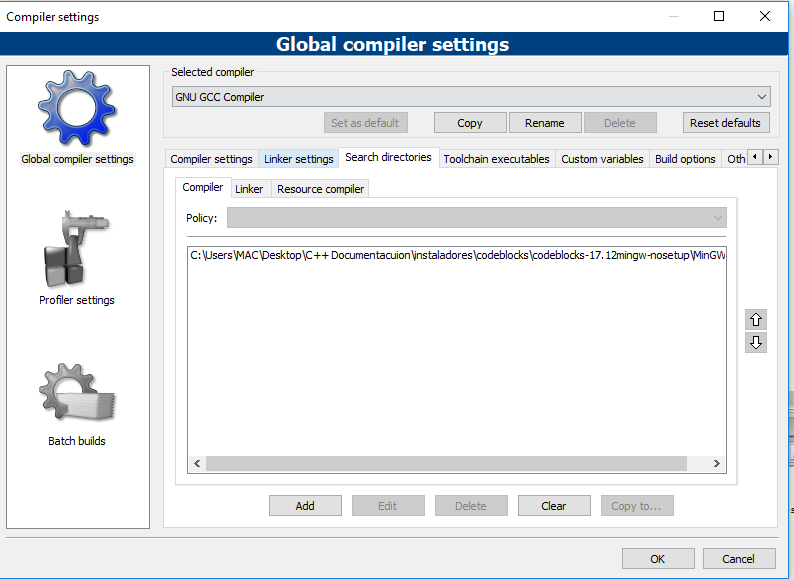 Compiler settings
Global compiler settings
Global compiler settings
Profiler settings
Batch builds
Selected compiler
GNU GCC Compiler
Set as default Copy Rename Delete Reset defaults
Compiler settings Linker settings Search directories Toolchain executables Custom variables Build options Oth
Compiler Linker Resource compiler
Policy:
C:\Users\MAC\Desktop\C++ Documentacuion\instaladores\codeblocks\codeblocks-17.12mingw-nosetup\MinGW
Add Edit Delete Clear Copy to...
OK Cancel